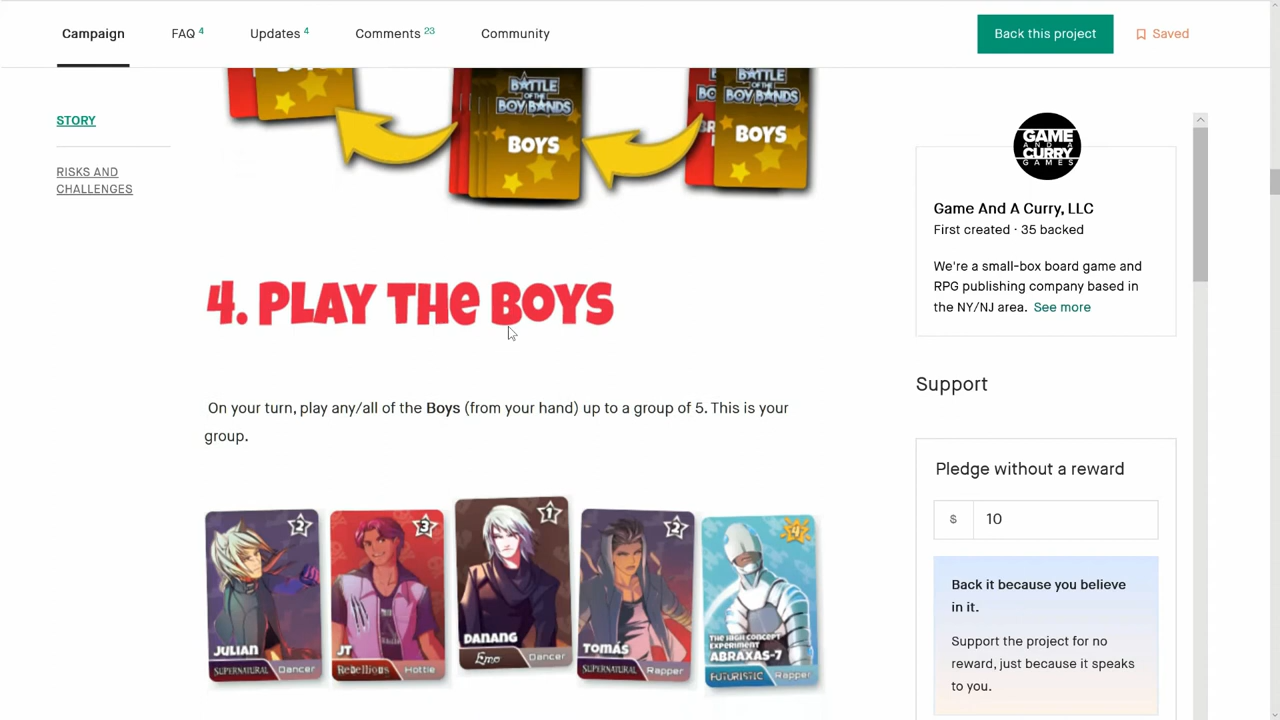 Campaign
FAQ 4
Updates 4
Comments 23
Community
Back this project
Saved
STORY
RISKS AND
CHALLENGES
BATTLE
OF THE
BOY BANDS
BOYS
BATTLE
OF THE
BOY BANDS
BOYS
4. PLAY THe BOYS
On your turn, play any/all of the Boys (from your hand) up to a group of 5. This is your
group.
2
JULIAN
SUPERNATURAL Dancer
3
JT
Rebellious Hottie
1
DANANG
Emo Dancer
2
TOMÁS
SUPERNATURAL Rapper
4
THE HIGH CONCEPT
EXPERIMENT
ABRAXAS-7
FUTURISTIC Rapper
GAME
AND A
CURRY
GAMES
Game And A Curry, LLC
First created · 35 backed
We're a small-box board game and
RPG publishing company based in
the NY/NJ area. See more
Support
Pledge without a reward
$ 10
Back it because you believe
in it.
Support the project for no
reward, just because it speaks
to you.